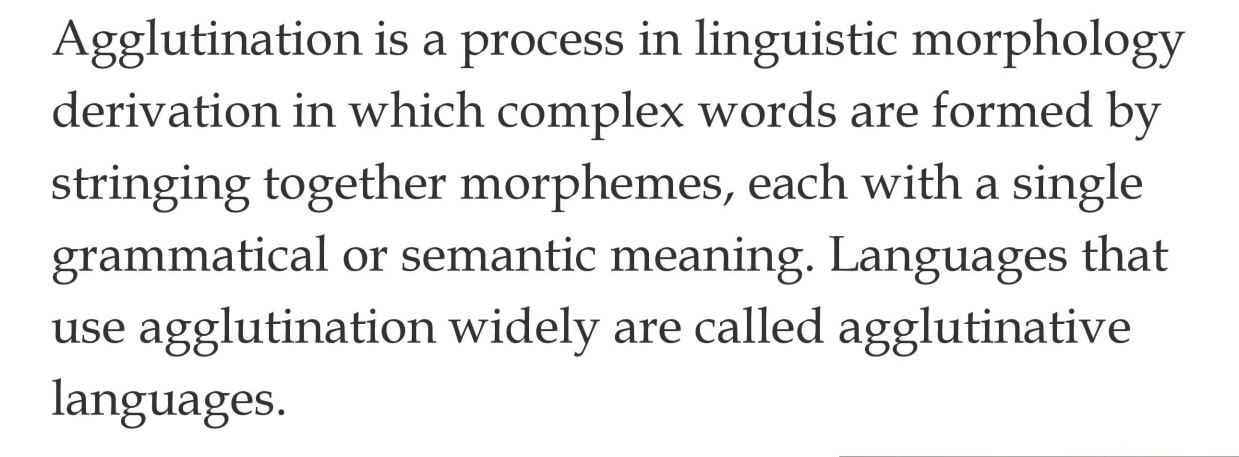 Agglutination is a process in linguistic morphology
derivation in which complex words are formed by
stringing together morphemes, each with a single
grammatical or semantic meaning. Languages that
use agglutination widely are called agglutinative
languages.